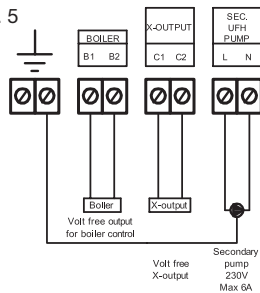 . 5
BOILER
B1 B2
X-OUTPUT
C1 C2
SEC.
UFH
PUMP
L N
Boiler
Volt free output
for boiler control
X-output
Volt free
X-output
Secondary
pump
230V
Max 6A